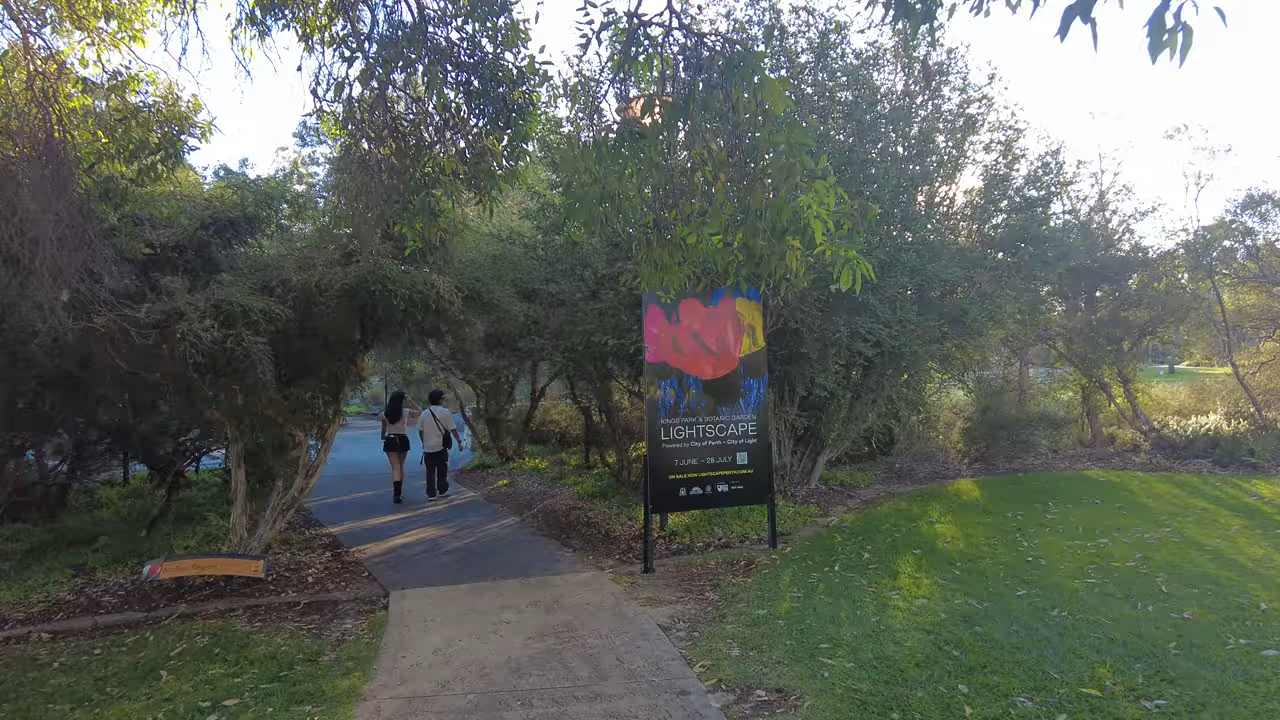 KINGS PARK & BOTANIC GARDEN
LIGHTSCAPE
Powered by City of Perth – City of Light
7 JUNE – 28 JULY
ON SALE NOW LIGHTSCAPEPERTH.COM.AU
Region